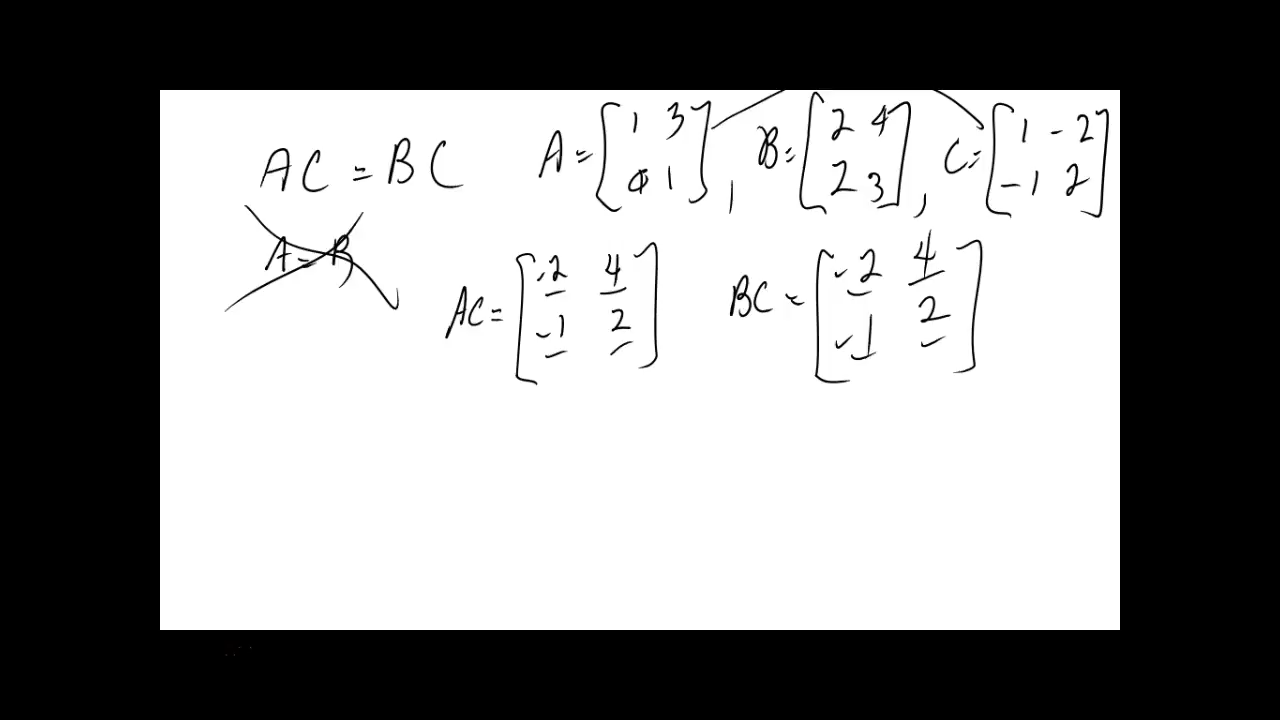 AC = BC A = [1 3 0 1], B = [2 4 2 3], C = [1 -2 -1 2]
A = B AC = [-2 4 -1 2] BC = [-2 4 -1 2]